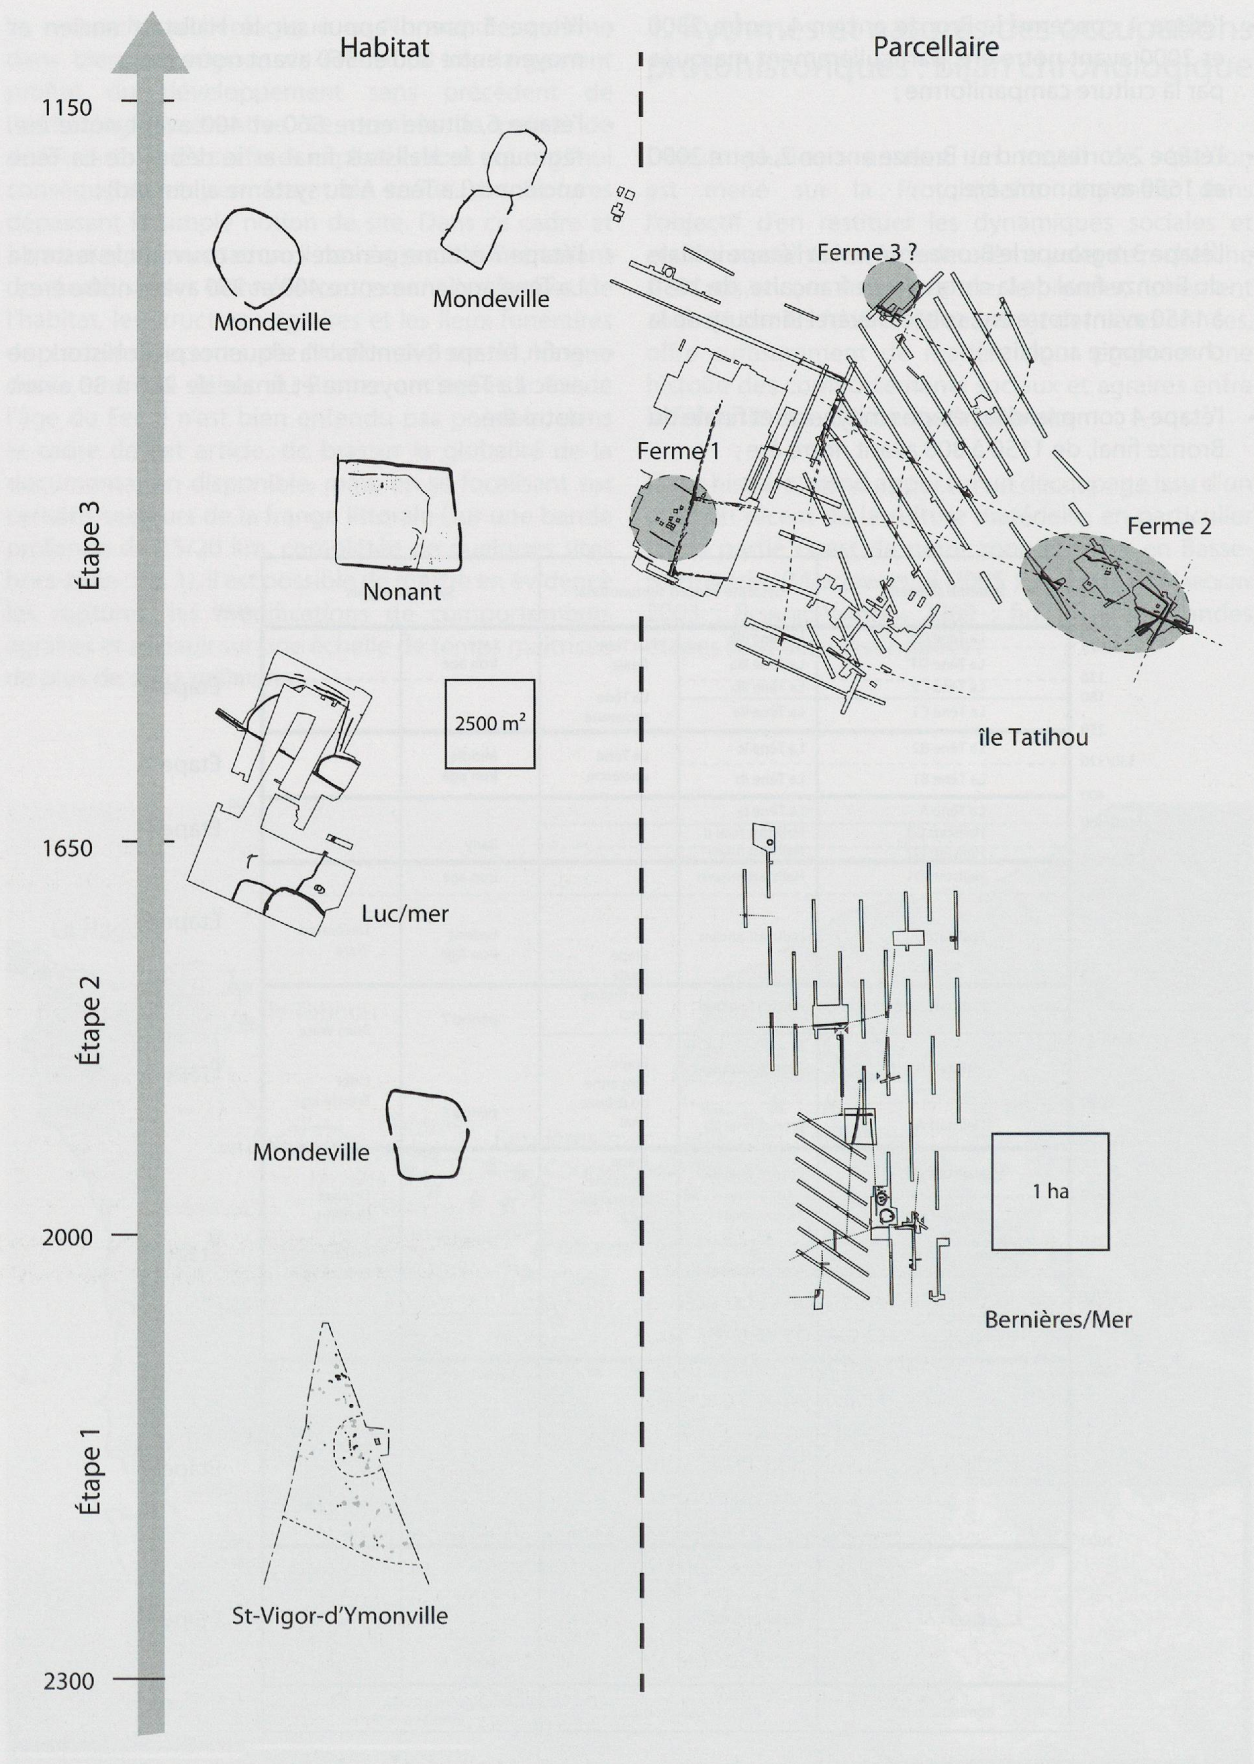 Habitat
Parcellaire
1150
Mondeville
Mondeville
Ferme 3 ?
Ferme 1
Ferme 2
Étape 3
Nonant
2500 m²
île Tatihou
1650
Luc/mer
Étape 2
Mondeville
1 ha
2000
Bernières/Mer
Étape 1
St-Vigor-d'Ymonville
2300